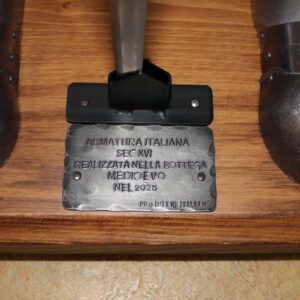 ARMATURA ITALIANA
SEC XVI
REALIZZATA NELLA BOTTEGA
MEDIOEVO
NEL 2025